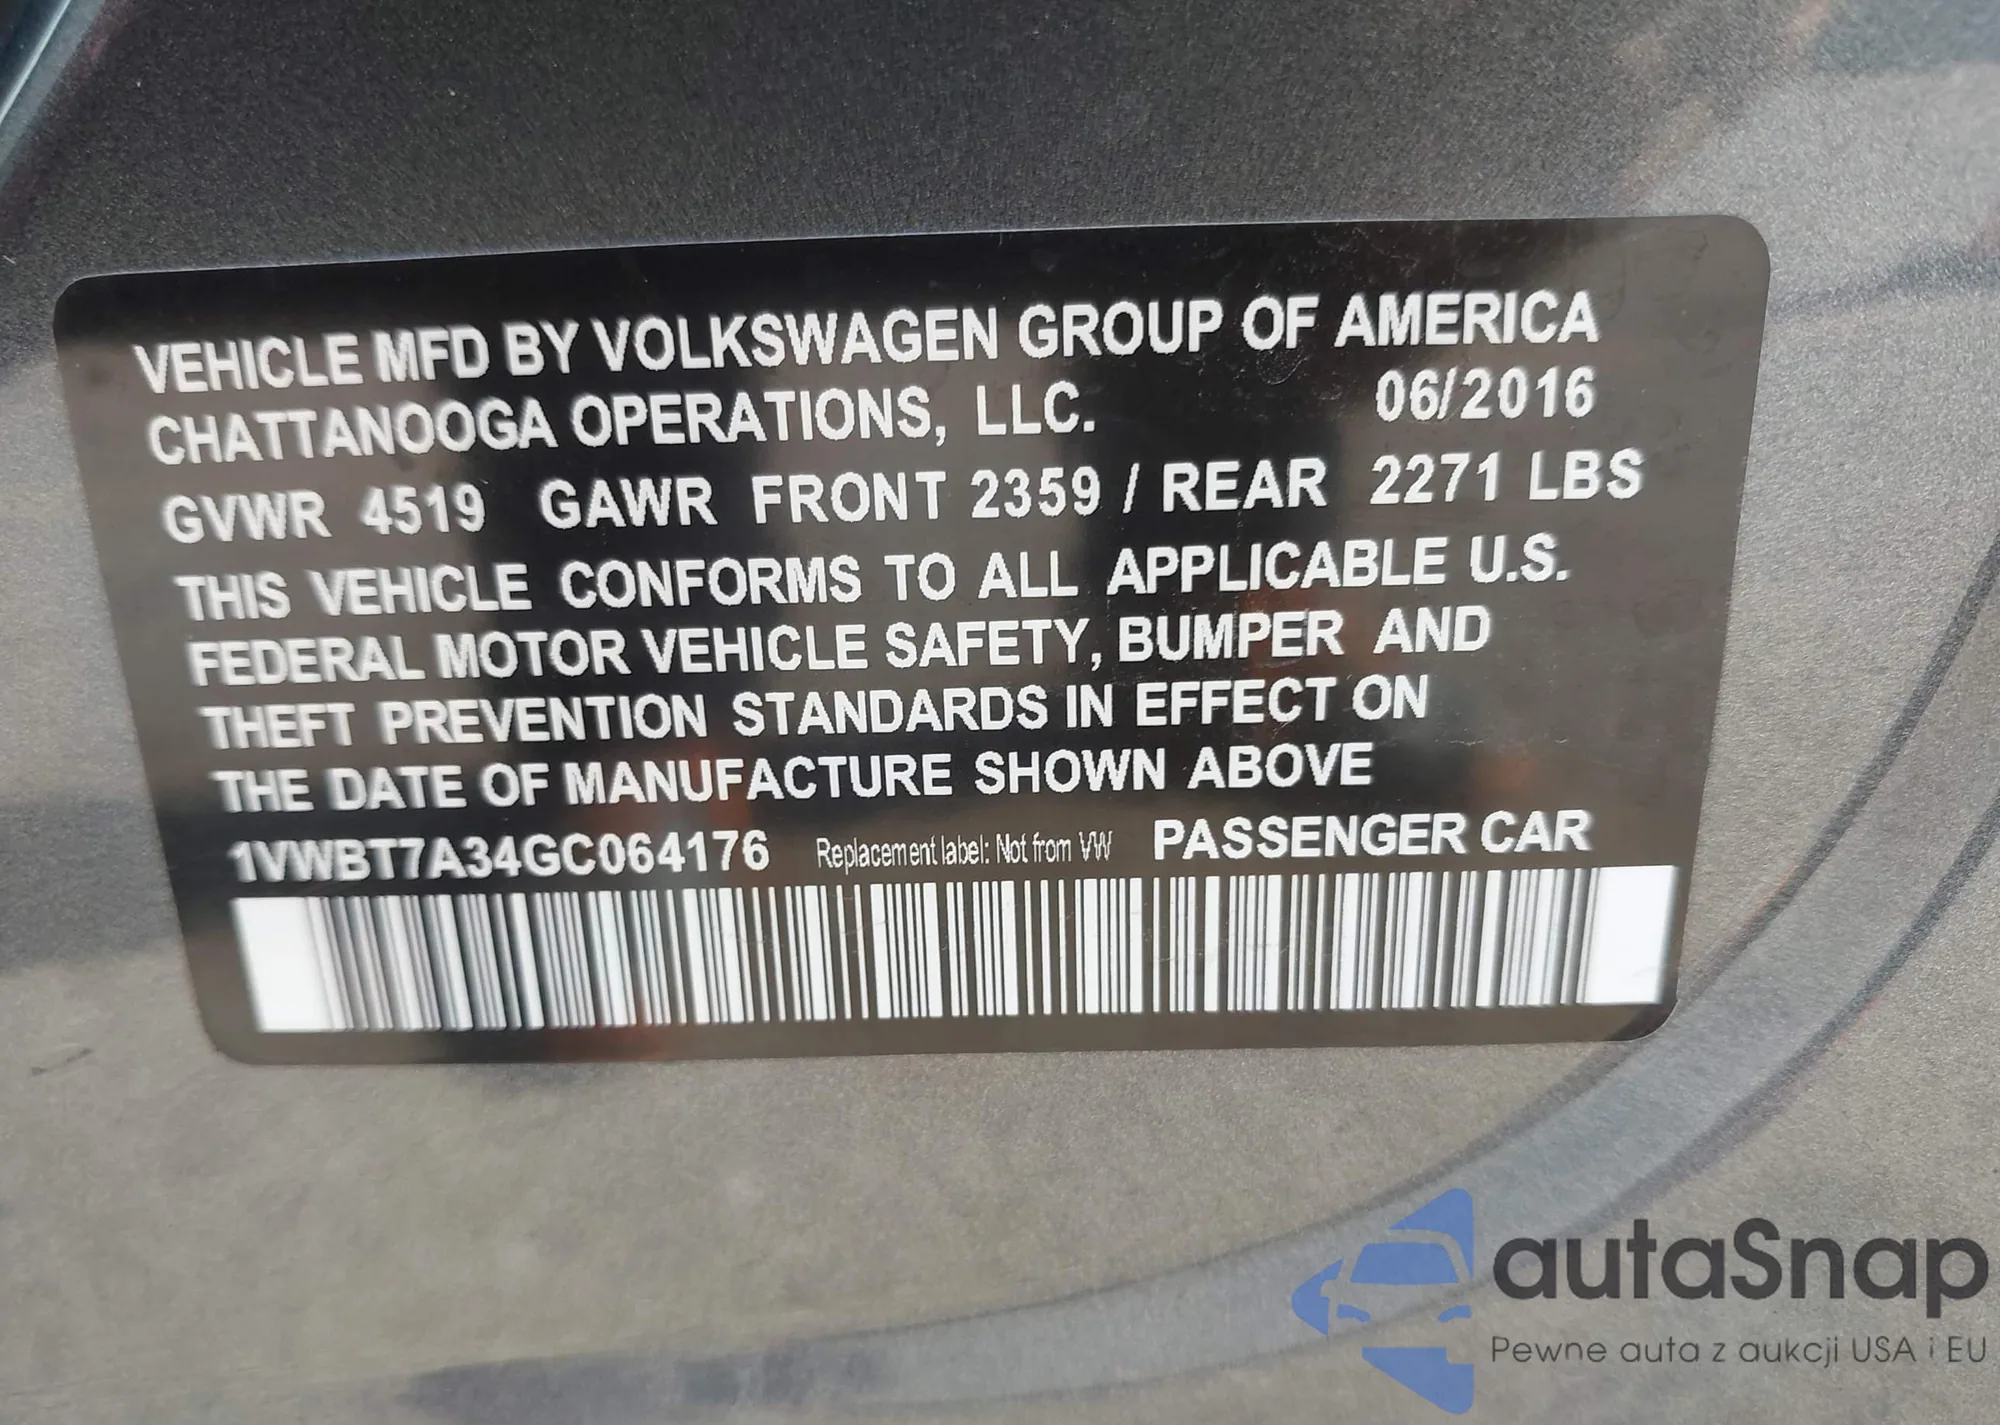 VEHICLE MFD BY VOLKSWAGEN GROUP OF AMERICA
CHATTANOOGA OPERATIONS, LLC. 06/2016
GVWR 4519 GAWR FRONT 2359 / REAR 2271 LBS
THIS VEHICLE CONFORMS TO ALL APPLICABLE U.S.
FEDERAL MOTOR VEHICLE SAFETY, BUMPER AND
THEFT PREVENTION STANDARDS IN EFFECT ON
THE DATE OF MANUFACTURE SHOWN ABOVE
1VWBT7A34GC064176 Replacement label: Not from VW PASSENGER CAR
autaSnap
Pewne auta z aukcji USA i EU